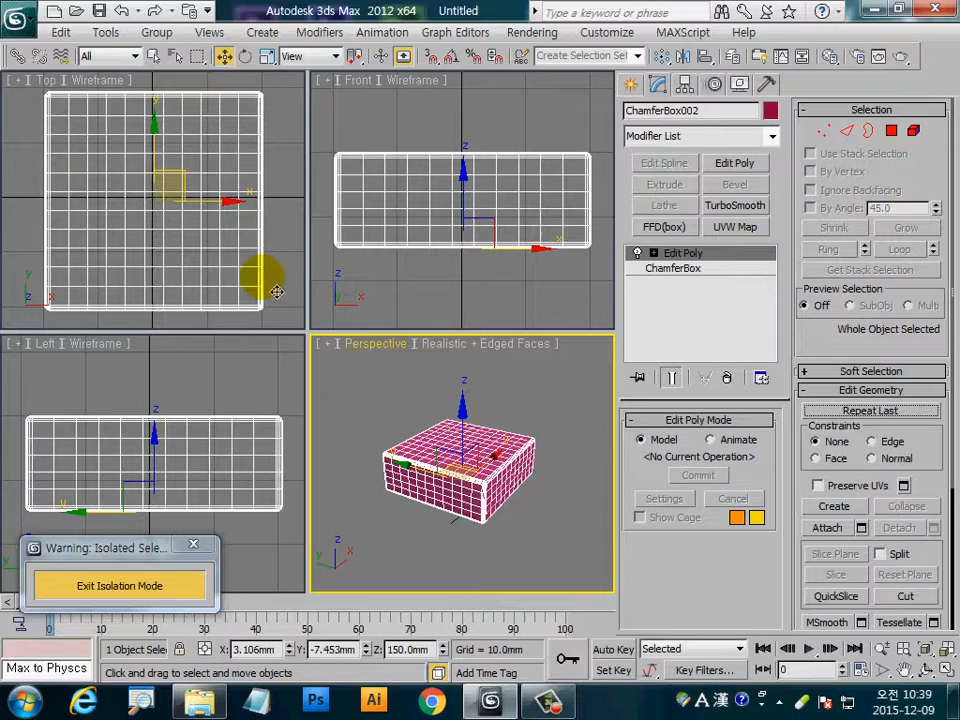 Autodesk 3ds Max 2012 x64 Untitled
Type a keyword or phrase
Edit Tools Group Views Create Modifiers Animation Graph Editors Rendering Customize MAXScript Help
All View Create Selection Se
[ + ] [ Top ] [ Wireframe ]
[ + ] [ Front ] [ Wireframe ]
[ + ] [ Left ] [ Wireframe ]
[ + ] [ Perspective ] [ Realistic + Edged Faces ]
Warning: Isolated Sele...
Exit Isolation Mode
ChamferBox002
Modifier List
Edit Spline Edit Poly
Extrude Bevel
Lathe TurboSmooth
FFD(box) UVW Map
Edit Poly
ChamferBox
Edit Poly Mode
Model Animate
<No Current Operation>
Commit
Settings Cancel
Show Cage
Selection
Use Stack Selection
By Vertex
Ignore Backfacing
By Angle: 45.0
Shrink Grow
Ring Loop
Get Stack Selection
Preview Selection
Off SubObj Multi
Whole Object Selected
Soft Selection
Edit Geometry
Repeat Last
Constraints
None Edge
Face Normal
Preserve UVs
Create Collapse
Attach Detach
Slice Plane Split
Slice Reset Plane
QuickSlice Cut
MSmooth Tessellate
0 10 20 30 40 50 60 70 80 90 100
1 Object Sele X: 3.106mm Y: -7.453mm Z: 150.0mm Grid = 10.0mm
Auto Key Selected
Max to Physcs
Click and drag to select and move objects
Add Time Tag
Set Key Key Filters... 0
오전 10:39
2015-12-09